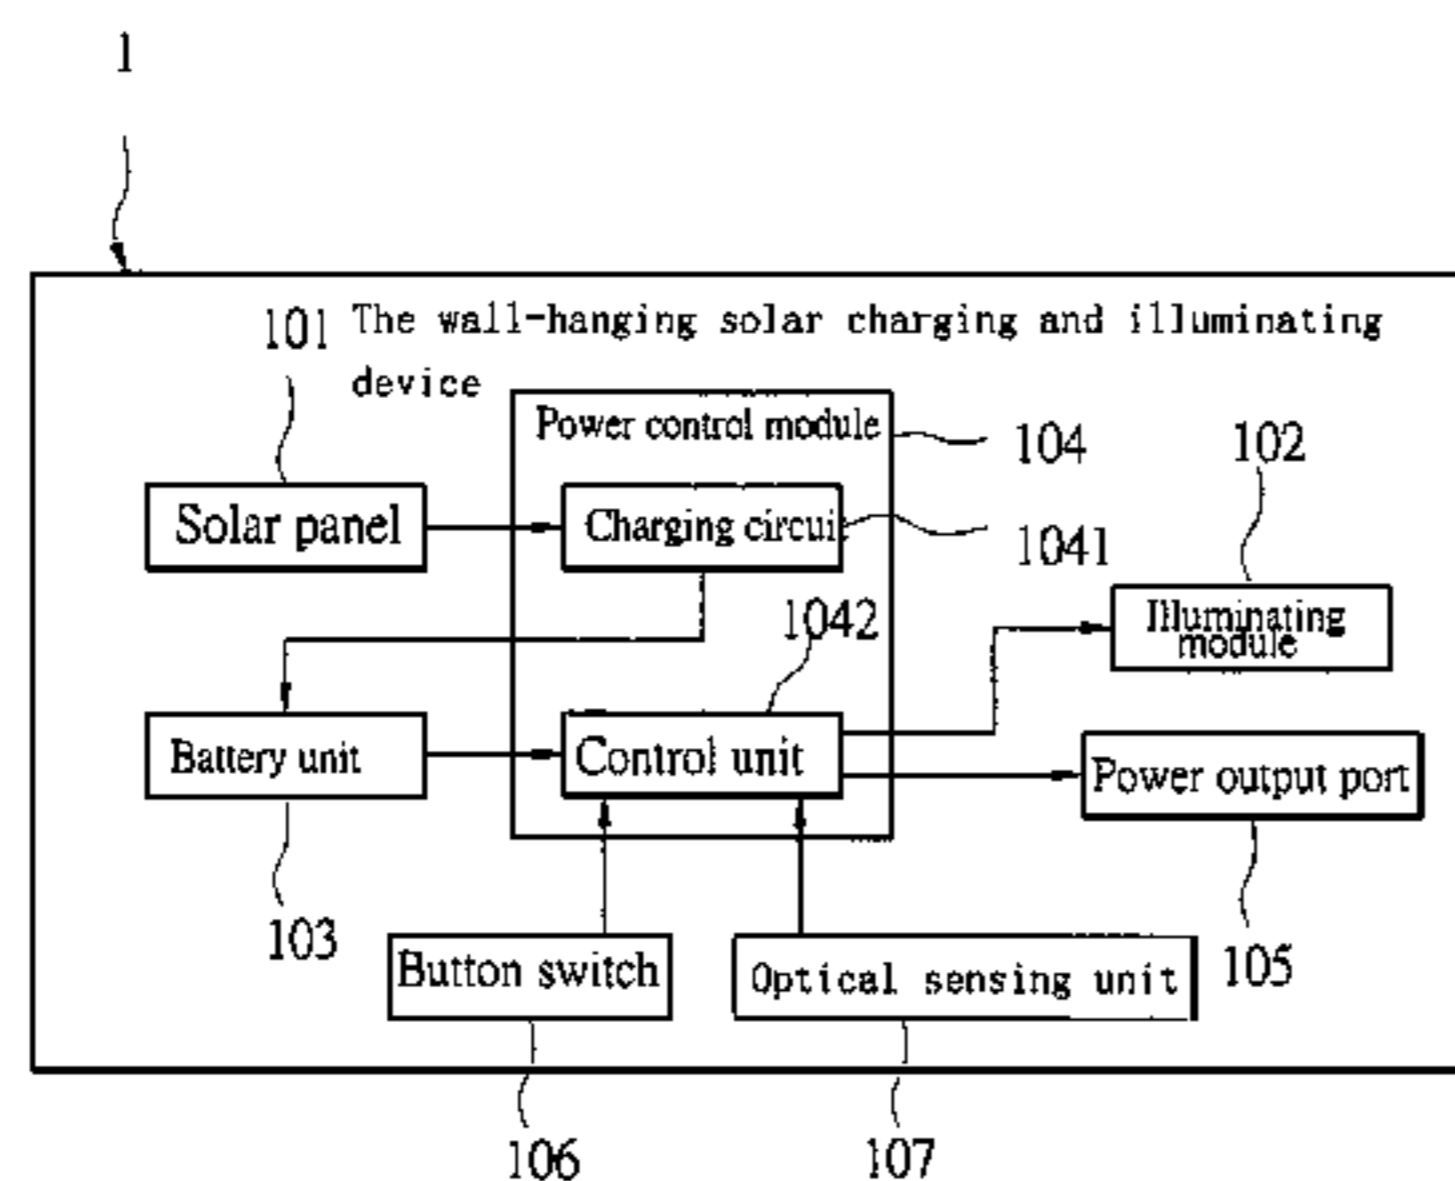 1
101 The wall-hanging solar charging and illuminating
device
Power control module
104
102
Solar panel
Charging circui
1041
1042
Illuminating
module
Battery unit
Control unit
Power output port
103
Button switch
Optical sensing unit
105
106
107